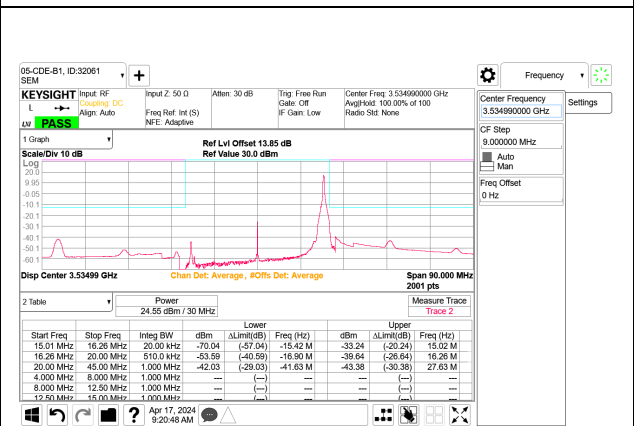 05-CDE-B1, ID:32061
SEM
Frequency
KEYSIGHT
L
LXI PASS
Input: RF
Coupling: DC
Align: Auto
Input Z: 50 Ω
Freq Ref: Int (S)
NFE: Adaptive
Atten: 30 dB
Trig: Free Run
Gate: Off
IF Gain: Low
Center Freq: 3.534990000 GHz
Avg|Hold: 100.00% of 100
Radio Std: None
Center Frequency
3.534990000 GHz
Settings
CF Step
9.000000 MHz
Auto
Man
Freq Offset
0 Hz
1 Graph
Scale/Div 10 dB
Ref Lvl Offset 13.85 dB
Ref Value 30.0 dBm
Log
20.0
9.95
-0.05
-10.1
-20.1
-30.1
-40.1
-50.1
-60.1
Disp Center 3.53499 GHz
Chan Det: Average , #Offs Det: Average
Span 90.000 MHz
2001 pts
2 Table
Power
24.55 dBm / 30 MHz
Measure Trace
Trace 2
Lower Upper
Start Freq Stop Freq Integ BW dBm ΔLimit(dB) Freq (Hz) dBm ΔLimit(dB) Freq (Hz)
15.01 MHz 16.26 MHz 20.00 kHz -70.04 (-57.04) -15.42 M -33.24 (-20.24) 15.02 M
16.26 MHz 20.00 MHz 510.0 kHz -53.59 (-40.59) -16.90 M -39.64 (-26.64) 16.26 M
20.00 MHz 45.00 MHz 1.000 MHz -42.03 (-29.03) -41.63 M -43.38 (-30.38) 27.63 M
4.000 MHz 8.000 MHz 1.000 MHz --- (---) --- --- (---) ---
8.000 MHz 12.50 MHz 1.000 MHz --- (---) --- --- (---) ---
12.50 MHz 15.00 MHz 1.000 MHz --- (---) --- --- (---) ---
Apr 17, 2024
9:20:48 AM